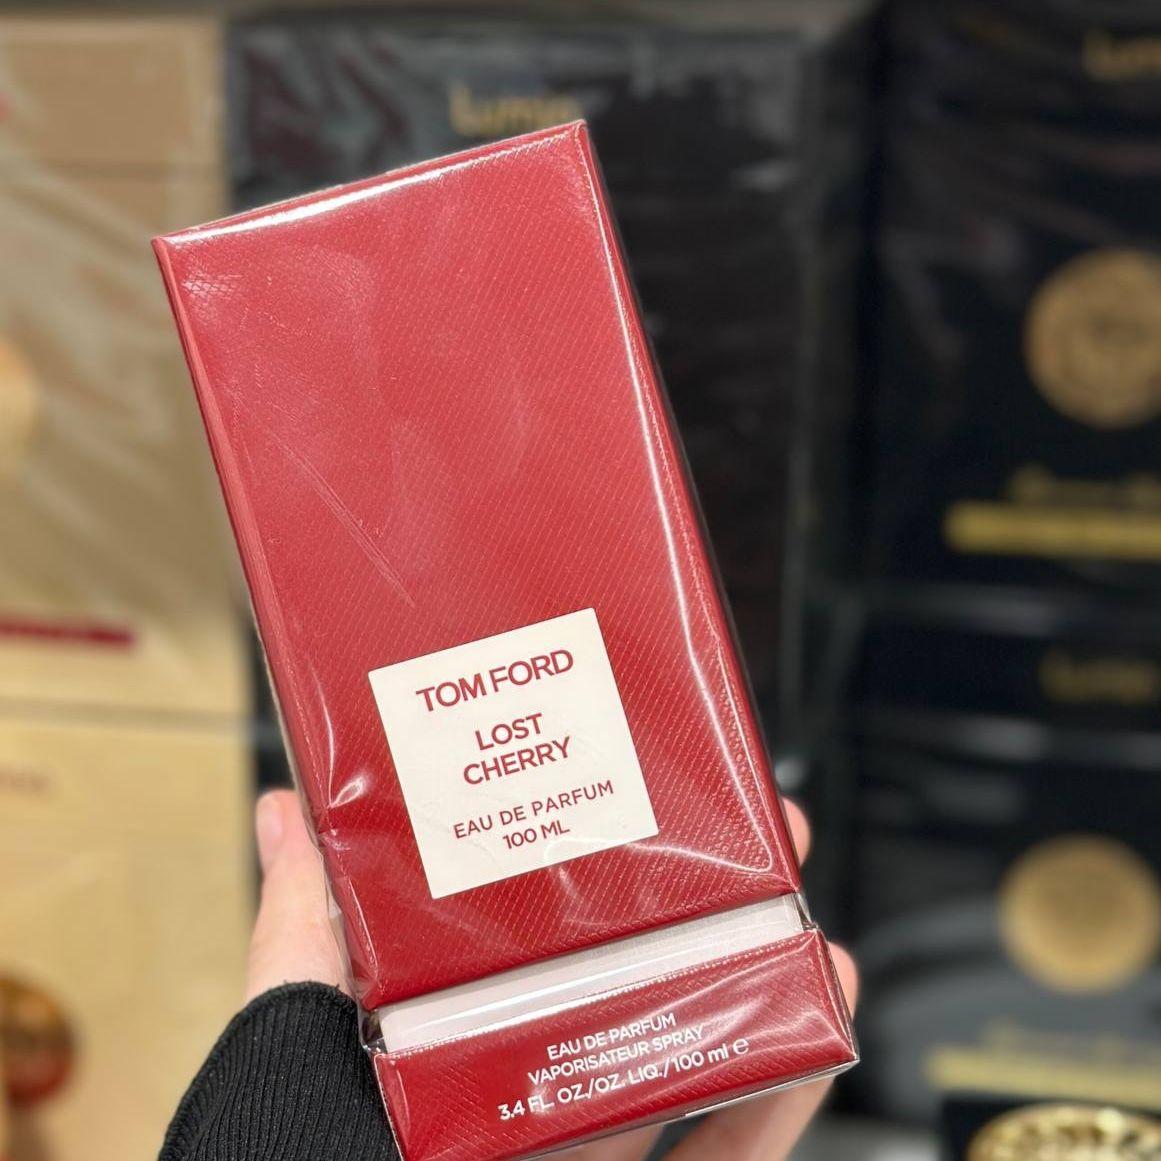 TOM FORD
LOST
CHERRY
EAU DE PARFUM
100 ML
EAU DE PARFUM
VAPORISATEUR SPRAY
3.4 FL. OZ./OZ. LIQ./100 ml ℮